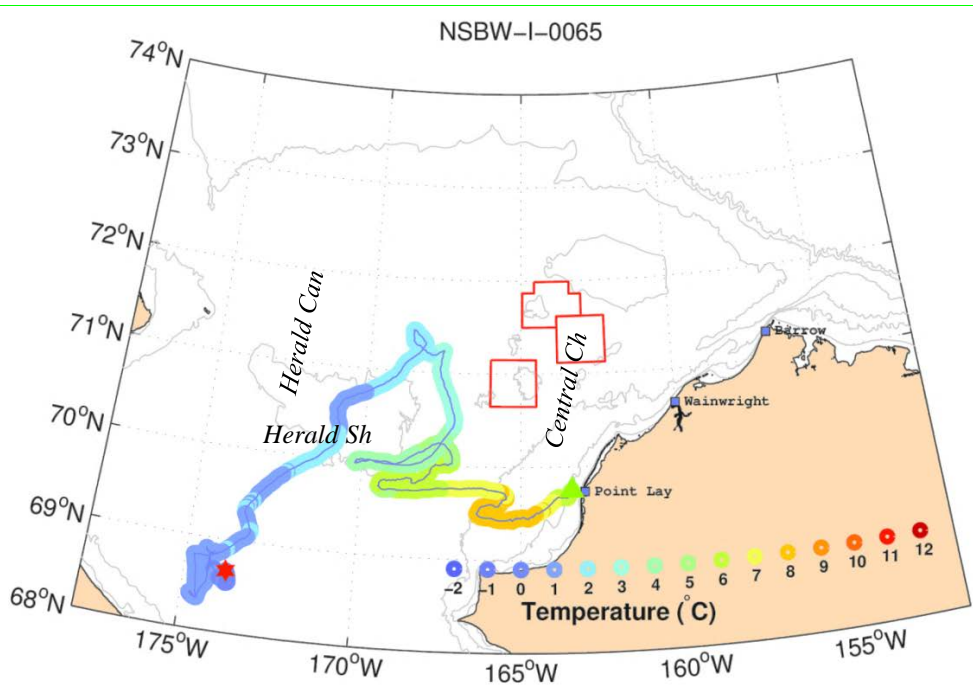 NSBW−I−0065
74°N
73°N
72°N
71°N
70°N
69°N
68°N
Herald Can
Herald Sh
Central Ch
Barrow
Wainwright
Point Lay
−2 −1 0 1 2 3 4 5 6 7 8 9 10 11 12
Temperature (°C)
175°W 170°W 165°W 160°W 155°W